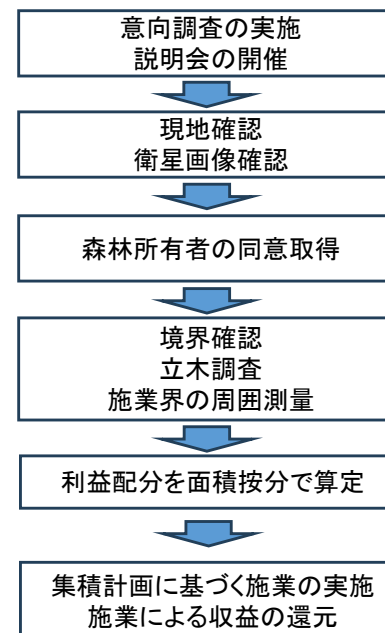 意向調査の実施
説明会の開催
現地確認
衛星画像確認
森林所有者の同意取得
境界確認
立木調査
施業界の周囲測量
利益配分を面積按分で算定
集積計画に基づく施業の実施
施業による収益の還元